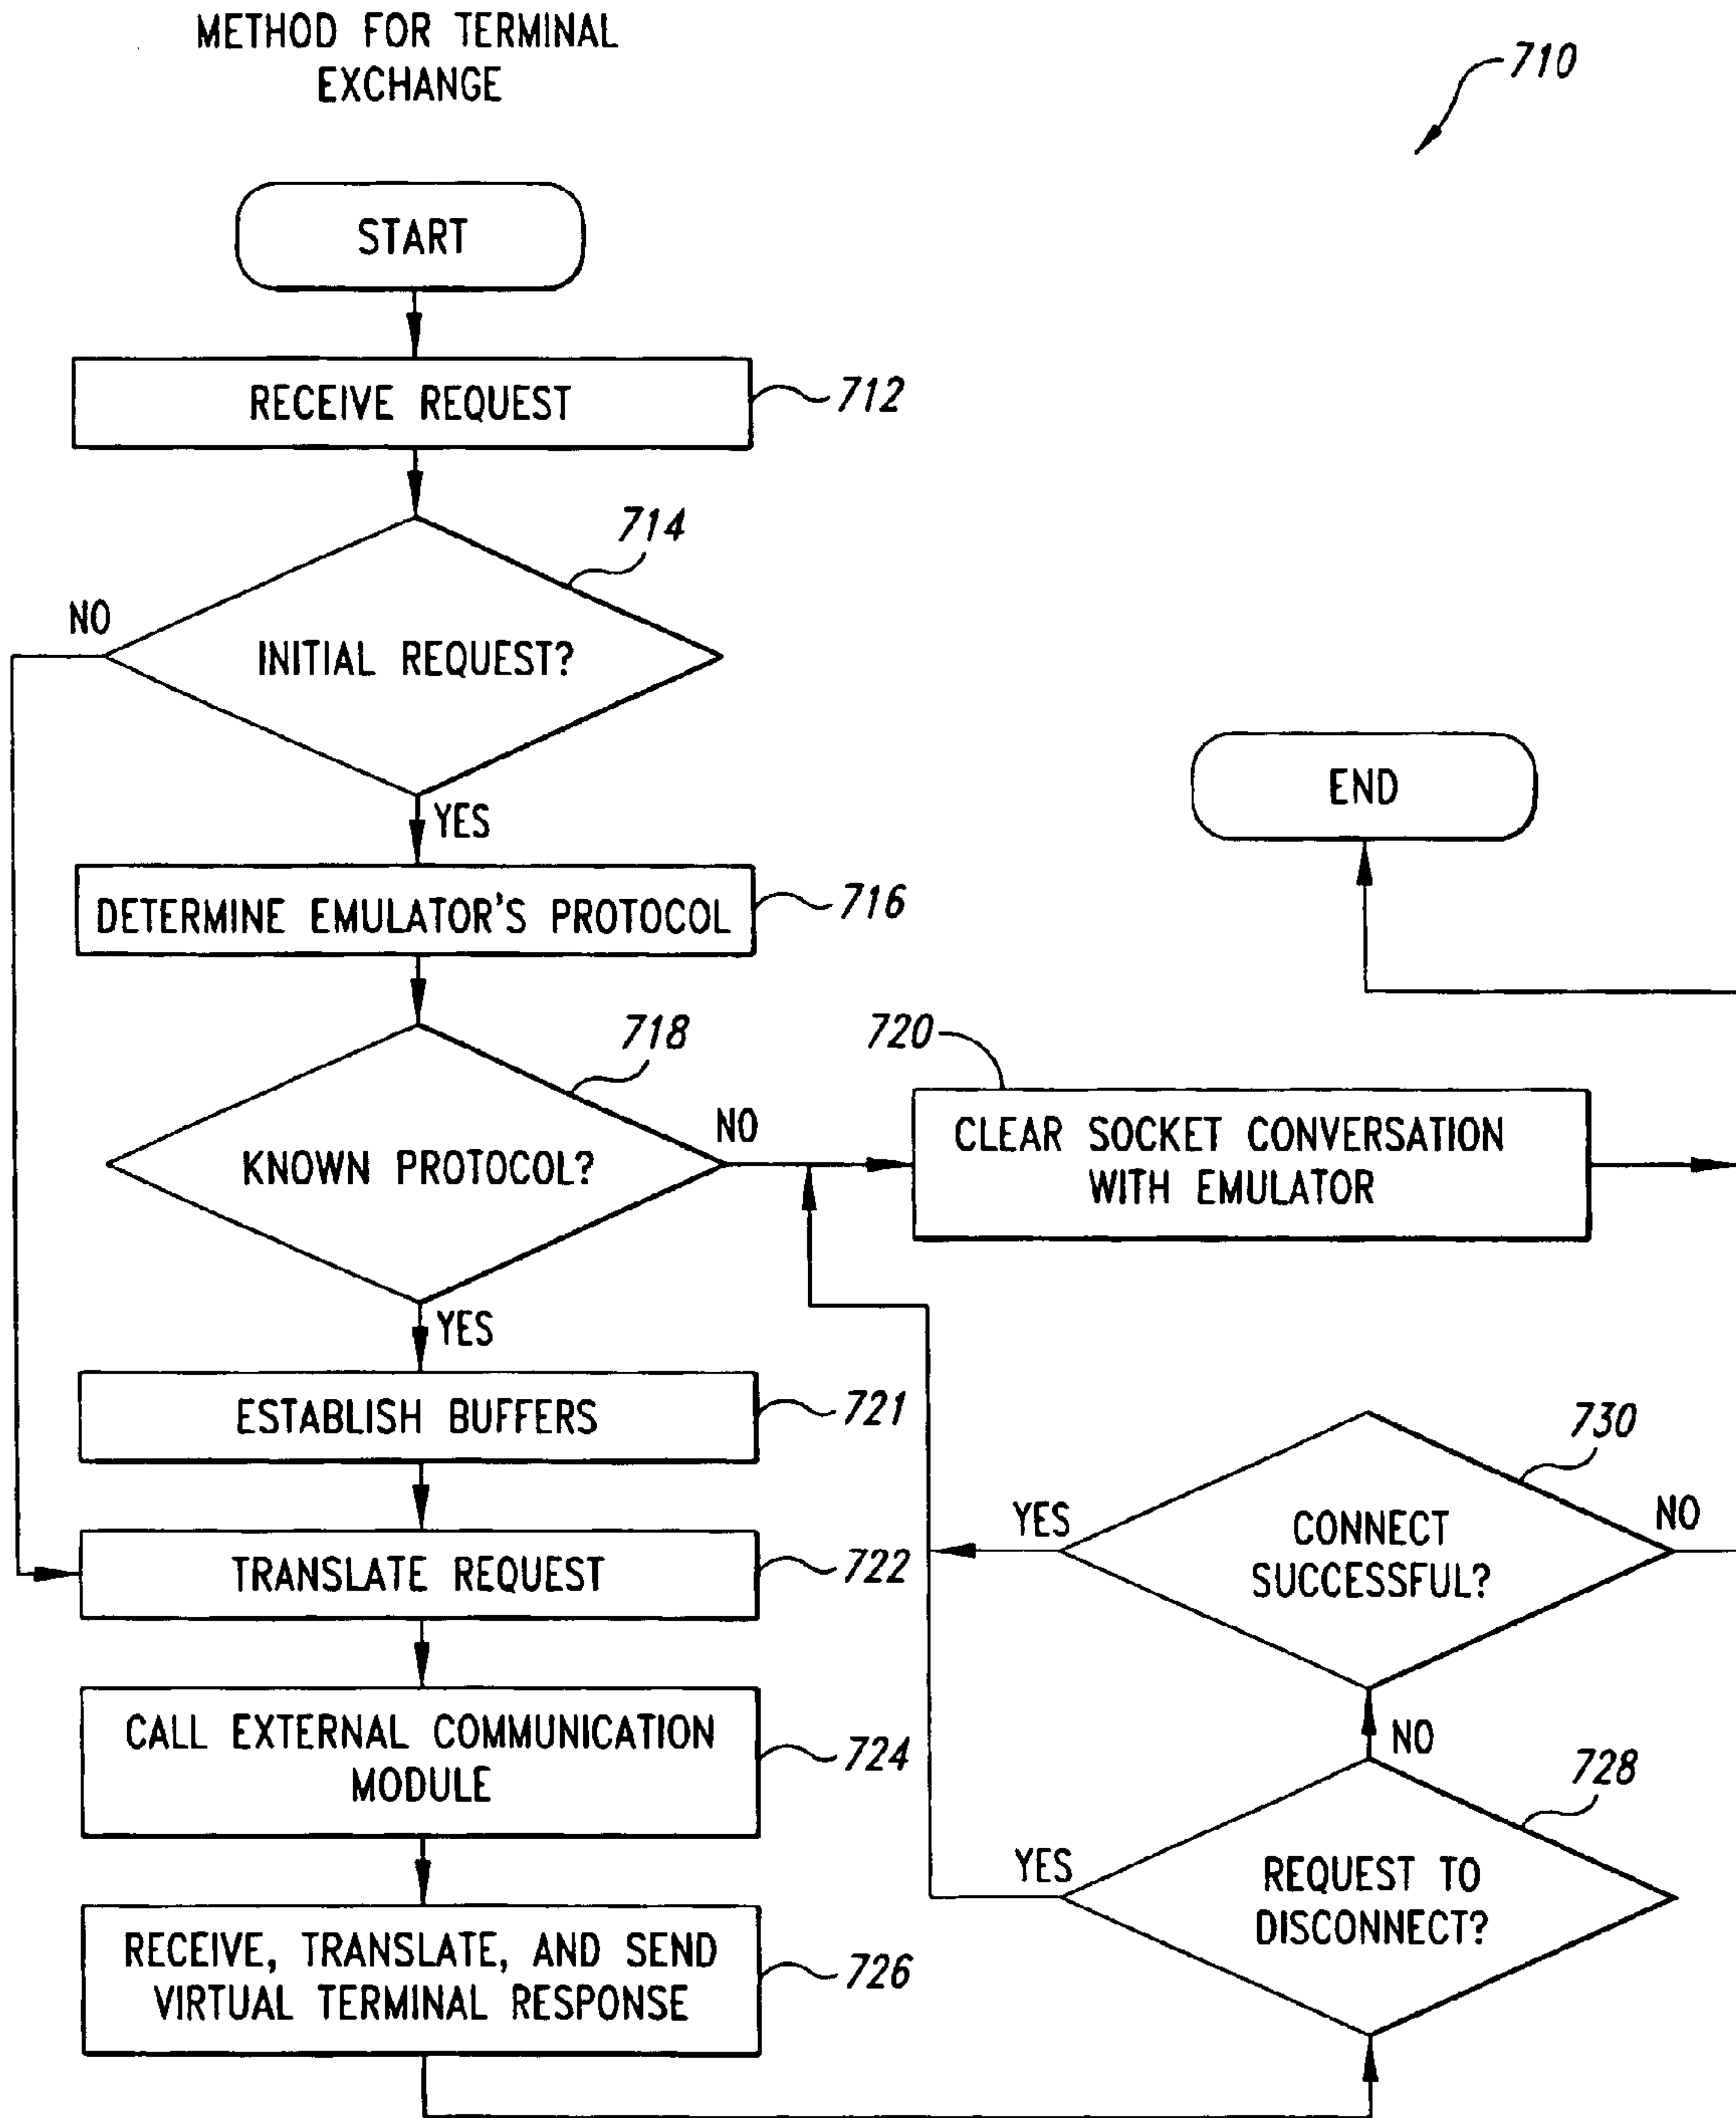 METHOD FOR TERMINAL
EXCHANGE
710
START
RECEIVE REQUEST
712
714
NO
INITIAL REQUEST?
YES
DETERMINE EMULATOR'S PROTOCOL
716
END
718
KNOWN PROTOCOL?
NO
720
CLEAR SOCKET CONVERSATION
WITH EMULATOR
YES
ESTABLISH BUFFERS
721
TRANSLATE REQUEST
722
CALL EXTERNAL COMMUNICATION
MODULE
724
RECEIVE, TRANSLATE, AND SEND
VIRTUAL TERMINAL RESPONSE
726
730
YES
CONNECT
SUCCESSFUL?
NO
NO
728
YES
REQUEST TO
DISCONNECT?